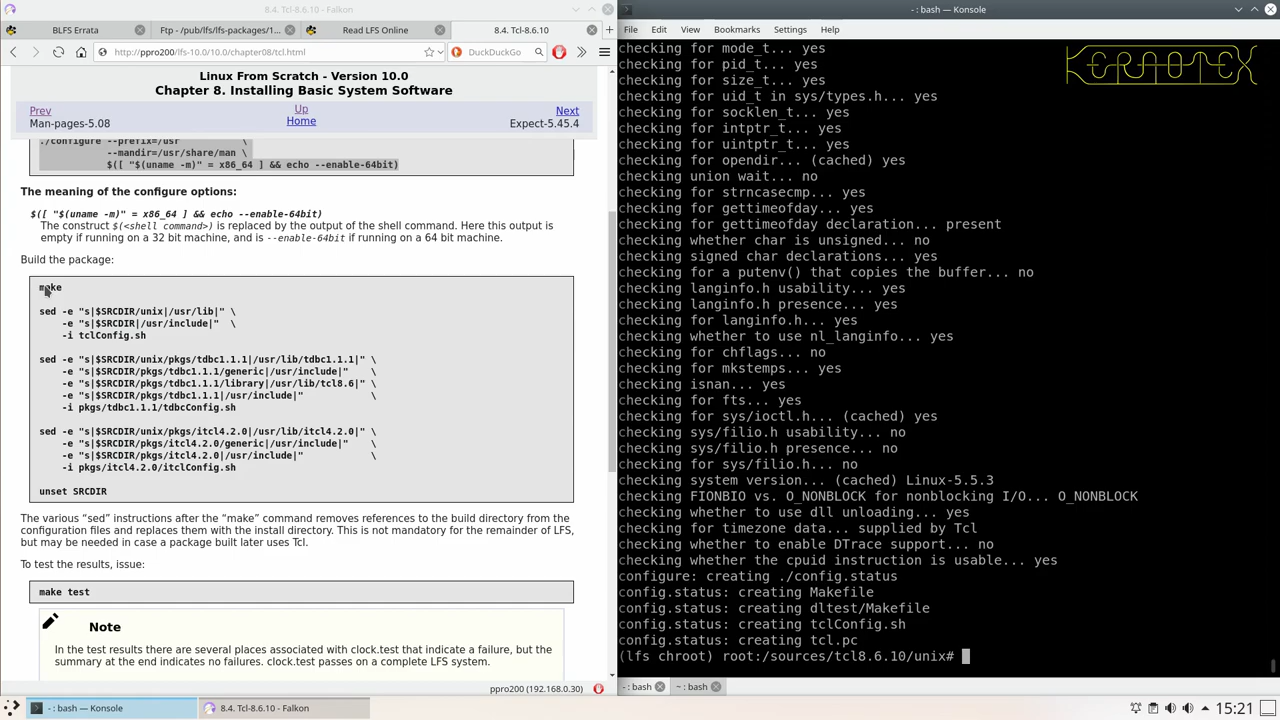 8.4. Tcl-8.6.10 - Falkon
BLFS Errata
Ftp - /pub/lfs/lfs-packages/1...
Read LFS Online
8.4. Tcl-8.6.10
http://ppro200/lfs-10.0/10.0/chapter08/tcl.html
DuckDuckGo
Linux From Scratch - Version 10.0
Chapter 8. Installing Basic System Software
Prev
Up
Next
Man-pages-5.08
Home
Expect-5.45.4
./configure --prefix=/usr \
--mandir=/usr/share/man \
$([ "$(uname -m)" = x86_64 ] && echo --enable-64bit)
The meaning of the configure options:
$([ "$(uname -m)" = x86_64 ] && echo --enable-64bit)
The construct $(<shell command>) is replaced by the output of the shell command. Here this output is
empty if running on a 32 bit machine, and is --enable-64bit if running on a 64 bit machine.
Build the package:
make
sed -e "s|$SRCDIR/unix|/usr/lib|" \
-e "s|$SRCDIR|/usr/include|" \
-i tclConfig.sh
sed -e "s|$SRCDIR/unix/pkgs/tdbc1.1.1|/usr/lib/tdbc1.1.1|" \
-e "s|$SRCDIR/pkgs/tdbc1.1.1/generic|/usr/include|" \
-e "s|$SRCDIR/pkgs/tdbc1.1.1/library|/usr/lib/tcl8.6|" \
-e "s|$SRCDIR/pkgs/tdbc1.1.1|/usr/include|" \
-i pkgs/tdbc1.1.1/tdbcConfig.sh
sed -e "s|$SRCDIR/unix/pkgs/itcl4.2.0|/usr/lib/itcl4.2.0|" \
-e "s|$SRCDIR/pkgs/itcl4.2.0/generic|/usr/include|" \
-e "s|$SRCDIR/pkgs/itcl4.2.0|/usr/include|" \
-i pkgs/itcl4.2.0/itclConfig.sh
unset SRCDIR
The various “sed” instructions after the “make” command removes references to the build directory from the
configuration files and replaces them with the install directory. This is not mandatory for the remainder of LFS,
but may be needed in case a package built later uses Tcl.
To test the results, issue:
make test
Note
In the test results there are several places associated with clock.test that indicate a failure, but the
summary at the end indicates no failures. clock.test passes on a complete LFS system.
ppro200 (192.168.0.30)
- : bash — Konsole
File Edit View Bookmarks Settings Help
KERNOTEX
checking for mode_t... yes
checking for pid_t... yes
checking for size_t... yes
checking for uid_t in sys/types.h... yes
checking for socklen_t... yes
checking for intptr_t... yes
checking for uintptr_t... yes
checking for opendir... (cached) yes
checking union wait... no
checking for strncasecmp... yes
checking for gettimeofday... yes
checking for gettimeofday declaration... present
checking whether char is unsigned... no
checking signed char declarations... yes
checking for a putenv() that copies the buffer... no
checking langinfo.h usability... yes
checking langinfo.h presence... yes
checking for langinfo.h... yes
checking whether to use nl_langinfo... yes
checking for chflags... no
checking for mkstemps... yes
checking isnan... yes
checking for fts... yes
checking for sys/ioctl.h... (cached) yes
checking sys/filio.h usability... no
checking sys/filio.h presence... no
checking for sys/filio.h... no
checking system version... (cached) Linux-5.5.3
checking FIONBIO vs. O_NONBLOCK for nonblocking I/O... O_NONBLOCK
checking whether to use dll unloading... yes
checking for timezone data... supplied by Tcl
checking whether to enable DTrace support... no
checking whether the cpuid instruction is usable... yes
configure: creating ./config.status
config.status: creating Makefile
config.status: creating dltest/Makefile
config.status: creating tclConfig.sh
config.status: creating tcl.pc
(lfs chroot) root:/sources/tcl8.6.10/unix#
- : bash
~ : bash
- : bash — Konsole
8.4. Tcl-8.6.10 - Falkon
15:21